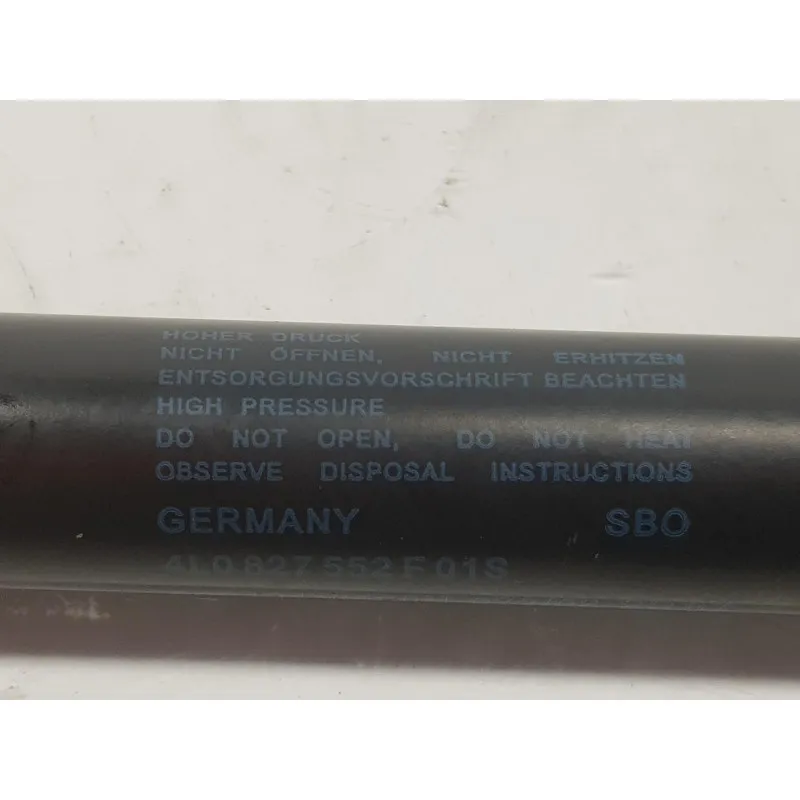 HOHER DRUCK
NICHT ÖFFNEN, NICHT ERHITZEN
ENTSORGUNGSVORSCHRIFT BEACHTEN
HIGH PRESSURE
DO NOT OPEN, DO NOT HEAT
OBSERVE DISPOSAL INSTRUCTIONS
GERMANY SBO
4L0 827 552 F 01S